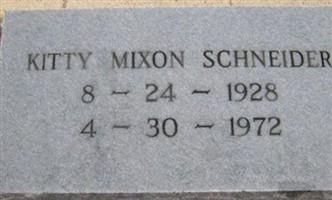 KITTY MIXON SCHNEIDER
8 - 24 - 1928
4 - 30 - 1972